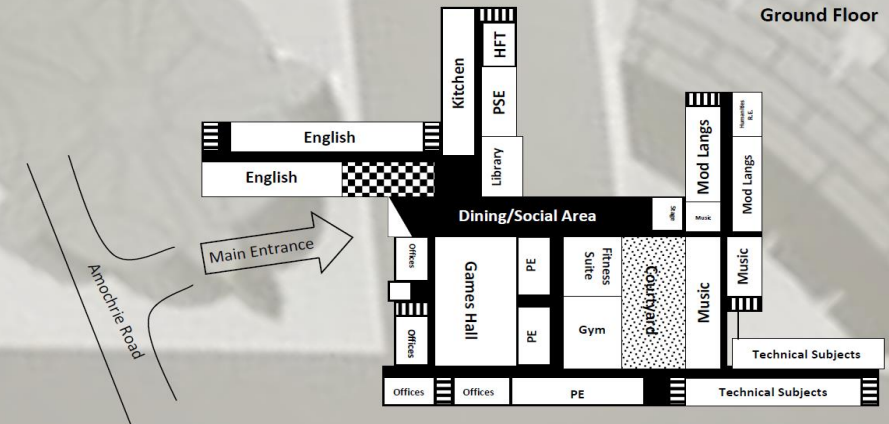 Ground Floor
Kitchen
HFT
PSE
Library
English
English
Mod Langs
Humanities
R.E.
Mod Langs
Dining/Social Area
Stage
Music
Main Entrance
Amochrie Road
Offices
Games Hall
PE
Fitness
Suite
Courtyard
Music
Music
Offices
PE
Gym
Technical Subjects
Offices
Offices
PE
Technical Subjects